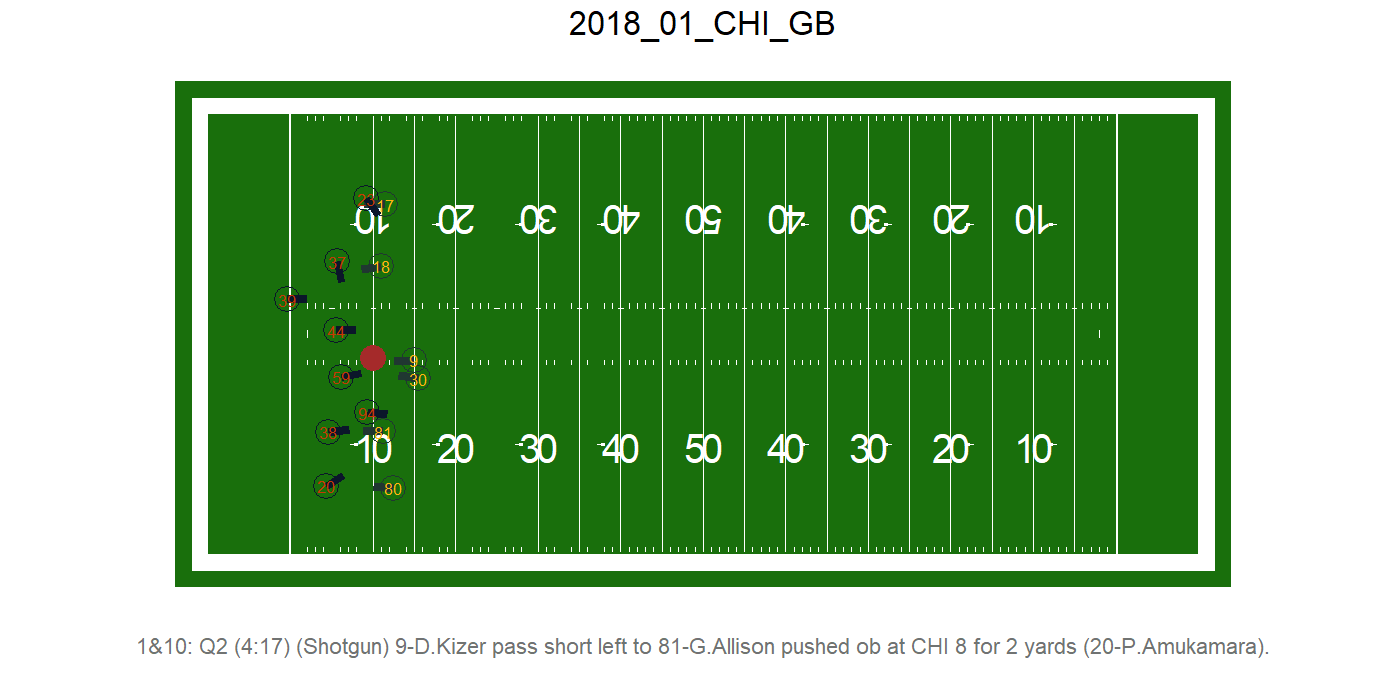 2018_01_CHI_GB
23 17
10 20 30 40 50 40 30 20 10
37 18
39
44
9
59 30
94
38 81
10 20 30 40 50 40 30 20 10
20 80
1&10: Q2 (4:17) (Shotgun) 9-D.Kizer pass short left to 81-G.Allison pushed ob at CHI 8 for 2 yards (20-P.Amukamara).